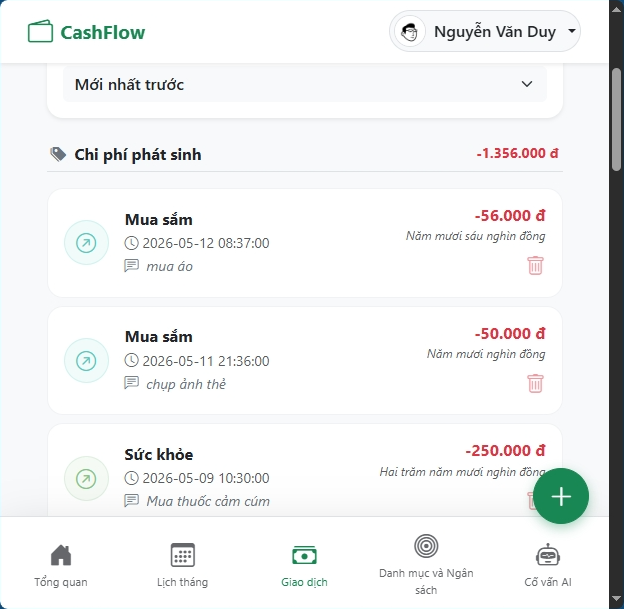 CashFlow
Nguyễn Văn Duy
Mới nhất trước
Chi phí phát sinh
-1.356.000 đ
Mua sắm
-56.000 đ
2026-05-12 08:37:00
Năm mươi sáu nghìn đồng
mua áo
Mua sắm
-50.000 đ
2026-05-11 21:36:00
Năm mươi nghìn đồng
chụp ảnh thẻ
Sức khỏe
-250.000 đ
2026-05-09 10:30:00
Hai trăm năm mươi nghìn đồng
Mua thuốc cảm cúm
Tổng quan
Lịch tháng
Giao dịch
Danh mục và Ngân
sách
Cố vấn AI